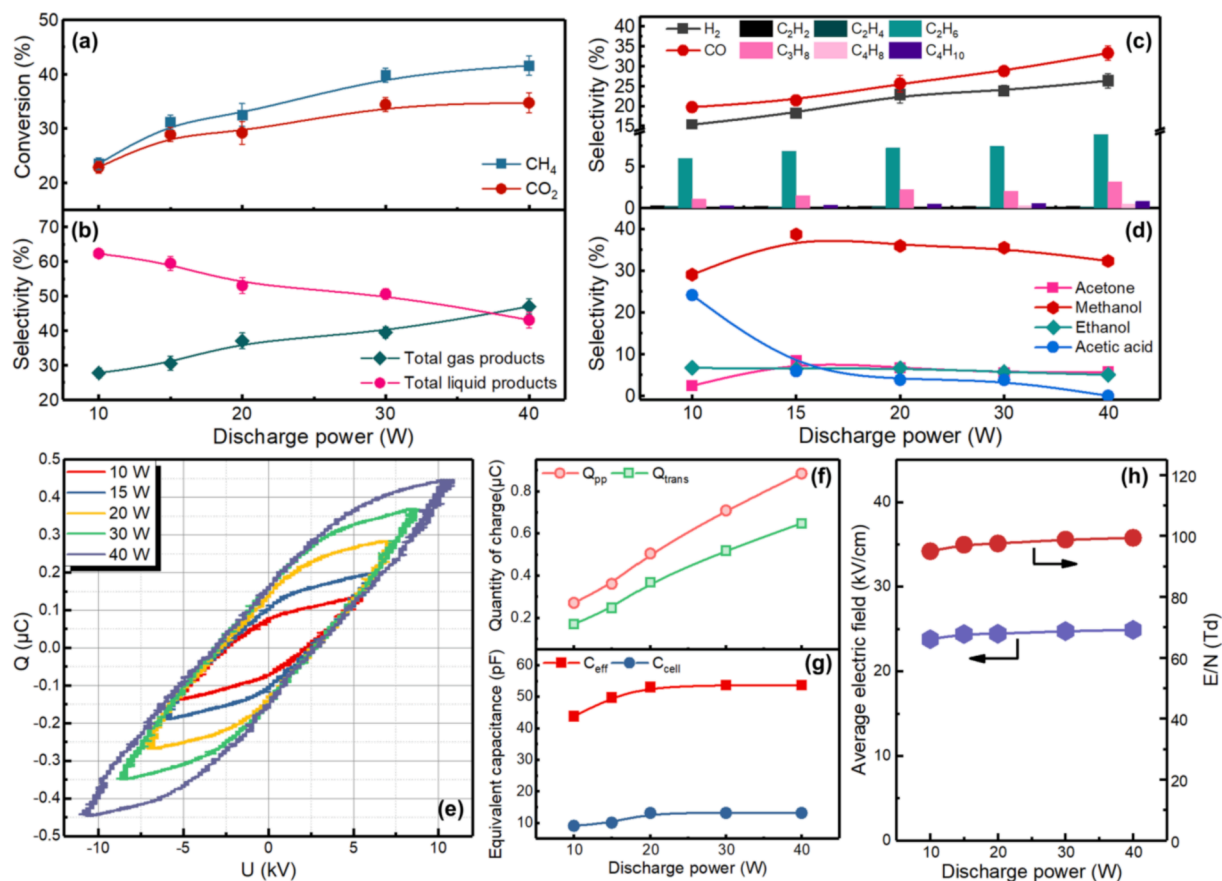 (a)
Conversion (%)
50
40
30
20
CH4
CO2
(b)
Selectivity (%)
70
60
50
40
30
20
Total gas products
Total liquid products
10 20 30 40
Discharge power (W)
(c)
Selectivity (%)
40
35
30
25
20
15
5
0
H2 C2H2 C2H4 C2H6
CO C3H8 C4H8 C4H10
(d)
Selectivity (%)
40
30
20
10
0
Acetone
Methanol
Ethanol
Acetic acid
10 15 20 30 40
Discharge power (W)
(e)
Q (μC)
0.5
0.4
0.3
0.2
0.1
0.0
-0.1
-0.2
-0.3
-0.4
-0.5
10 W
15 W
20 W
30 W
40 W
-10 -5 0 5 10
U (kV)
(f)
Quantity of charge(μC)
0.8
0.6
0.4
0.2
Qpp Qtrans
(g)
Equivalent capacitance (pF)
60
50
40
30
20
10
0
Ceff Ccell
10 20 30 40
Discharge power (W)
(h)
Average electric field (kV/cm)
40
30
20
10
0
120
100
80
60
40
20
0
E/N (Td)
10 20 30 40
Discharge power (W)